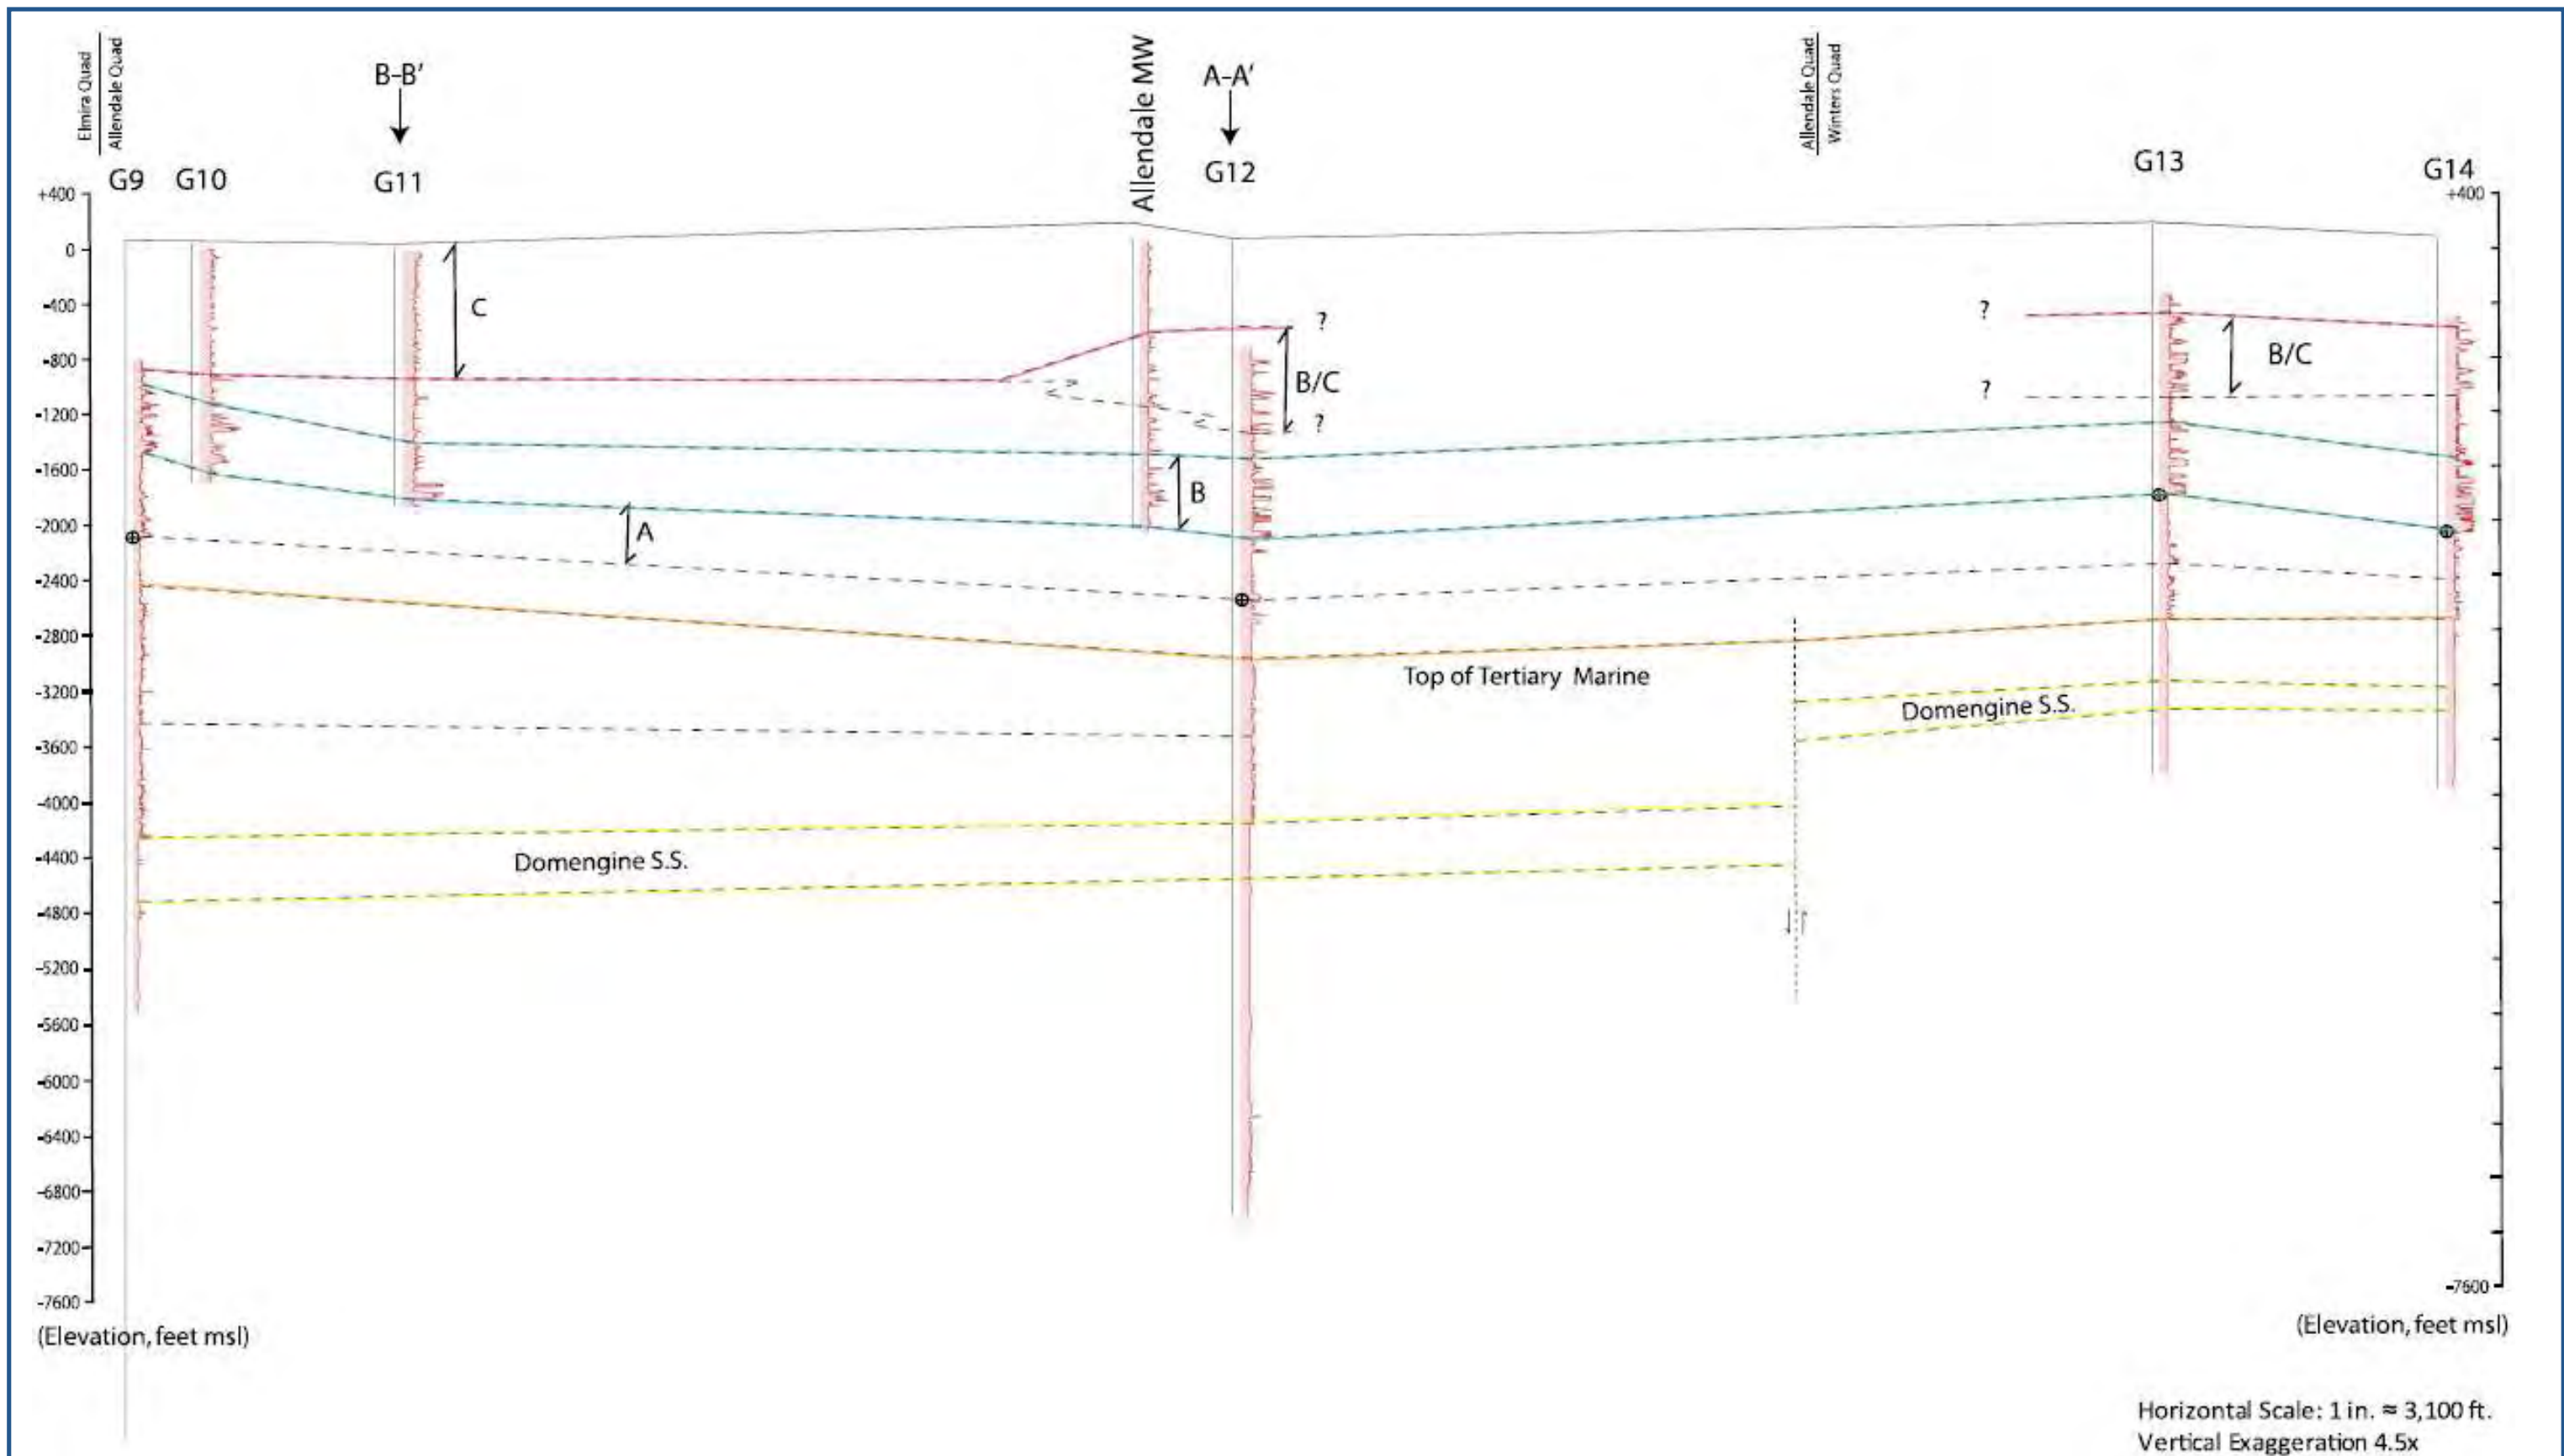 Elmira Quad
Allendale Quad
B-B'
Allendale MW
A-A'
Allendale Quad
Winters Quad
G9
G10
G11
G12
G13
G14
+400
0
-400
-800
-1200
-1600
-2000
-2400
-2800
-3200
-3600
-4000
-4400
-4800
-5200
-5600
-6000
-6400
-6800
-7200
-7600
(Elevation, feet msl)
C
?
B/C
?
B
A
?
B/C
?
Top of Tertiary Marine
Domengine S.S.
Domengine S.S.
+400
-7600
(Elevation, feet msl)
Horizontal Scale: 1 in. ≈ 3,100 ft.
Vertical Exaggeration 4.5x